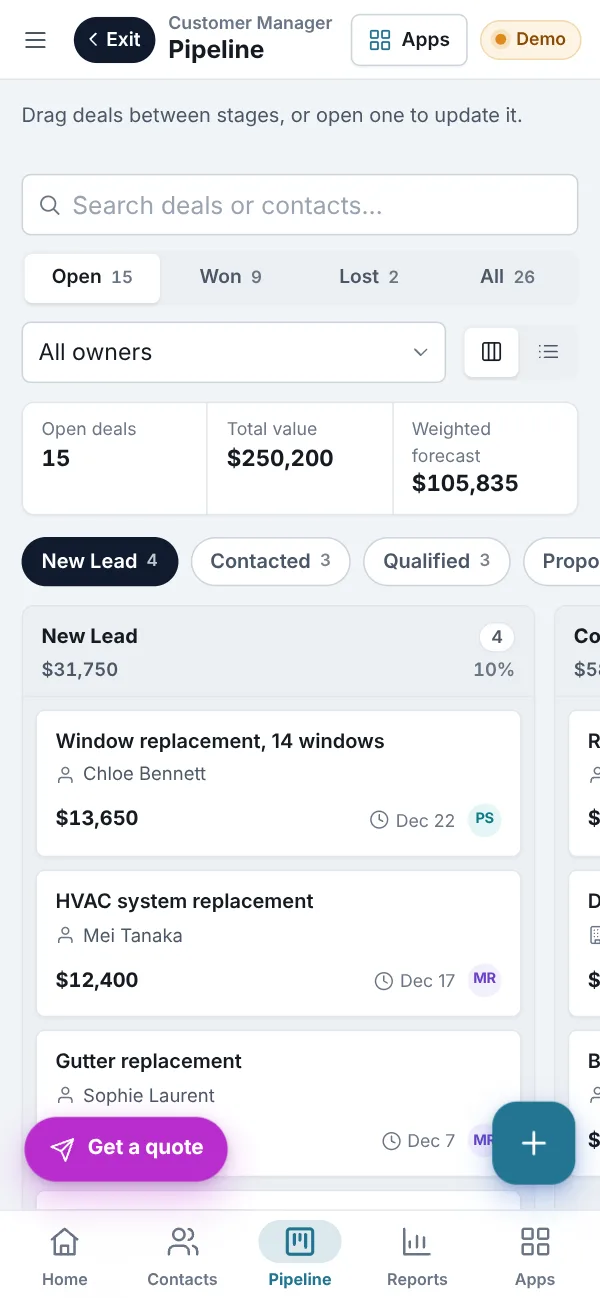 Exit
Customer Manager
Pipeline
Apps
Demo
Drag deals between stages, or open one to update it.
Search deals or contacts...
Open 15
Won 9
Lost 2
All 26
All owners
Open deals
15
Total value
$250,200
Weighted
forecast
$105,835
New Lead 4
Contacted 3
Qualified 3
Propo
New Lead
4
$31,750
10%
Co
Window replacement, 14 windows
Chloe Bennett
$13,650
Dec 22
PS
HVAC system replacement
Mei Tanaka
$12,400
Dec 17
MR
Gutter replacement
Sophie Laurent
Dec 7
Get a quote
Home
Contacts
Pipeline
Reports
Apps